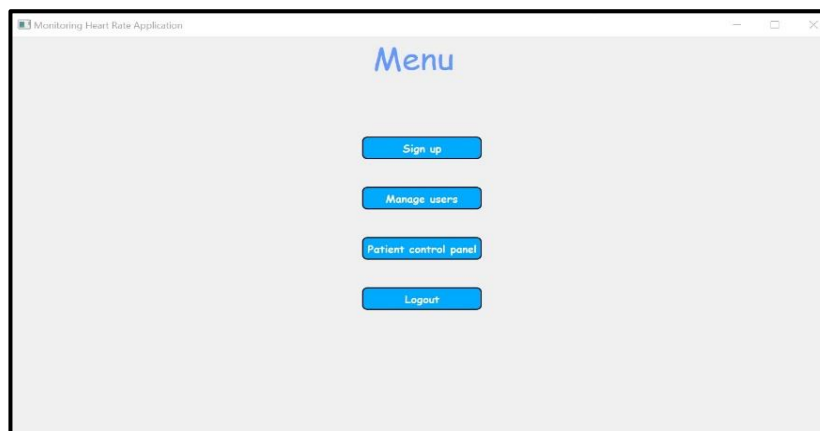 Monitoring Heart Rate Application
Menu
Sign up
Manage users
Patient control panel
Logout